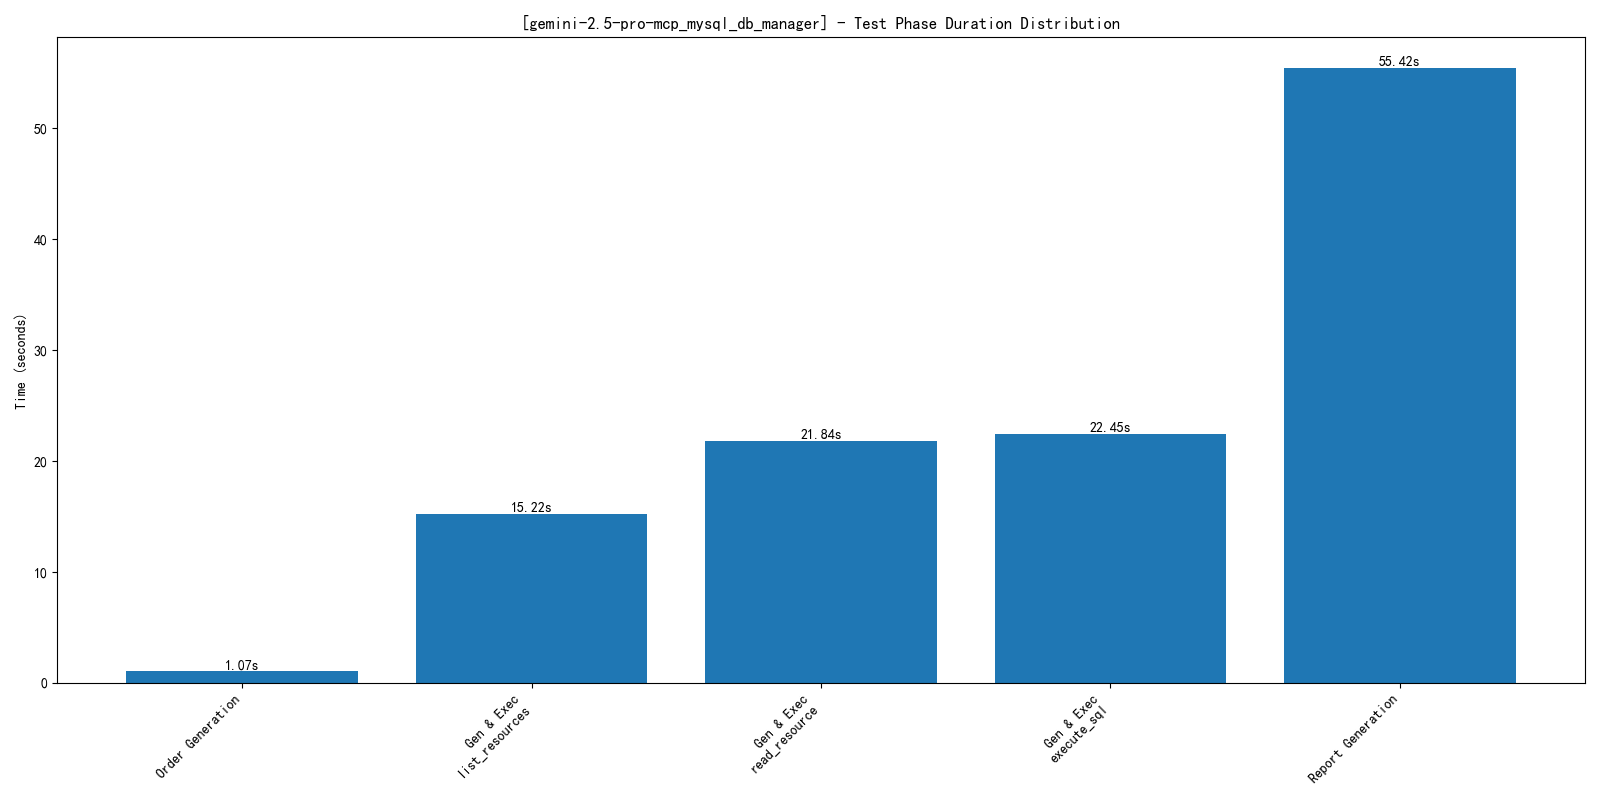 [gemini-2.5-pro-mcp_mysql_db_manager] - Test Phase Duration Distribution
Time (seconds)
50
40
30
20
10
0
1.07s
15.22s
21.84s
22.45s
55.42s
Order Generation
Gen & Exec
list_resources
Gen & Exec
read_resource
Gen & Exec
execute_sql
Report Generation